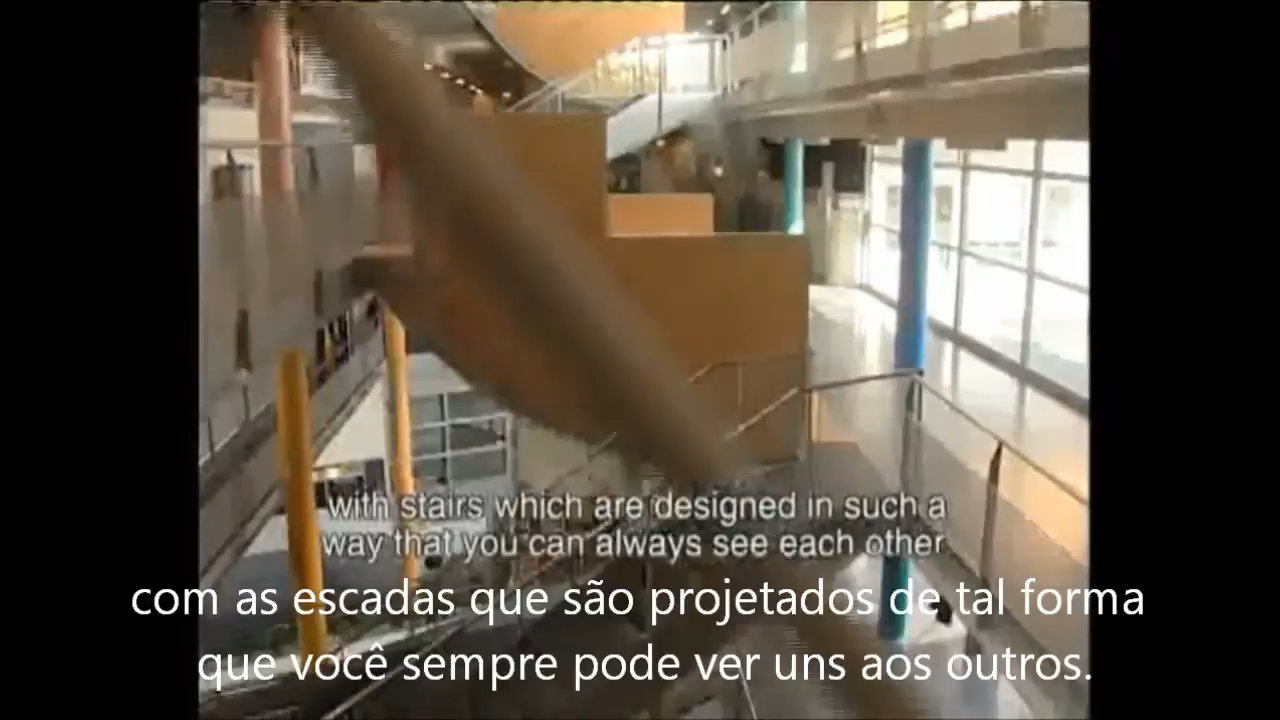 with stairs which are designed in such a
way that you can always see each other
com as escadas que são projetados de tal forma
que você sempre pode ver uns aos outros.